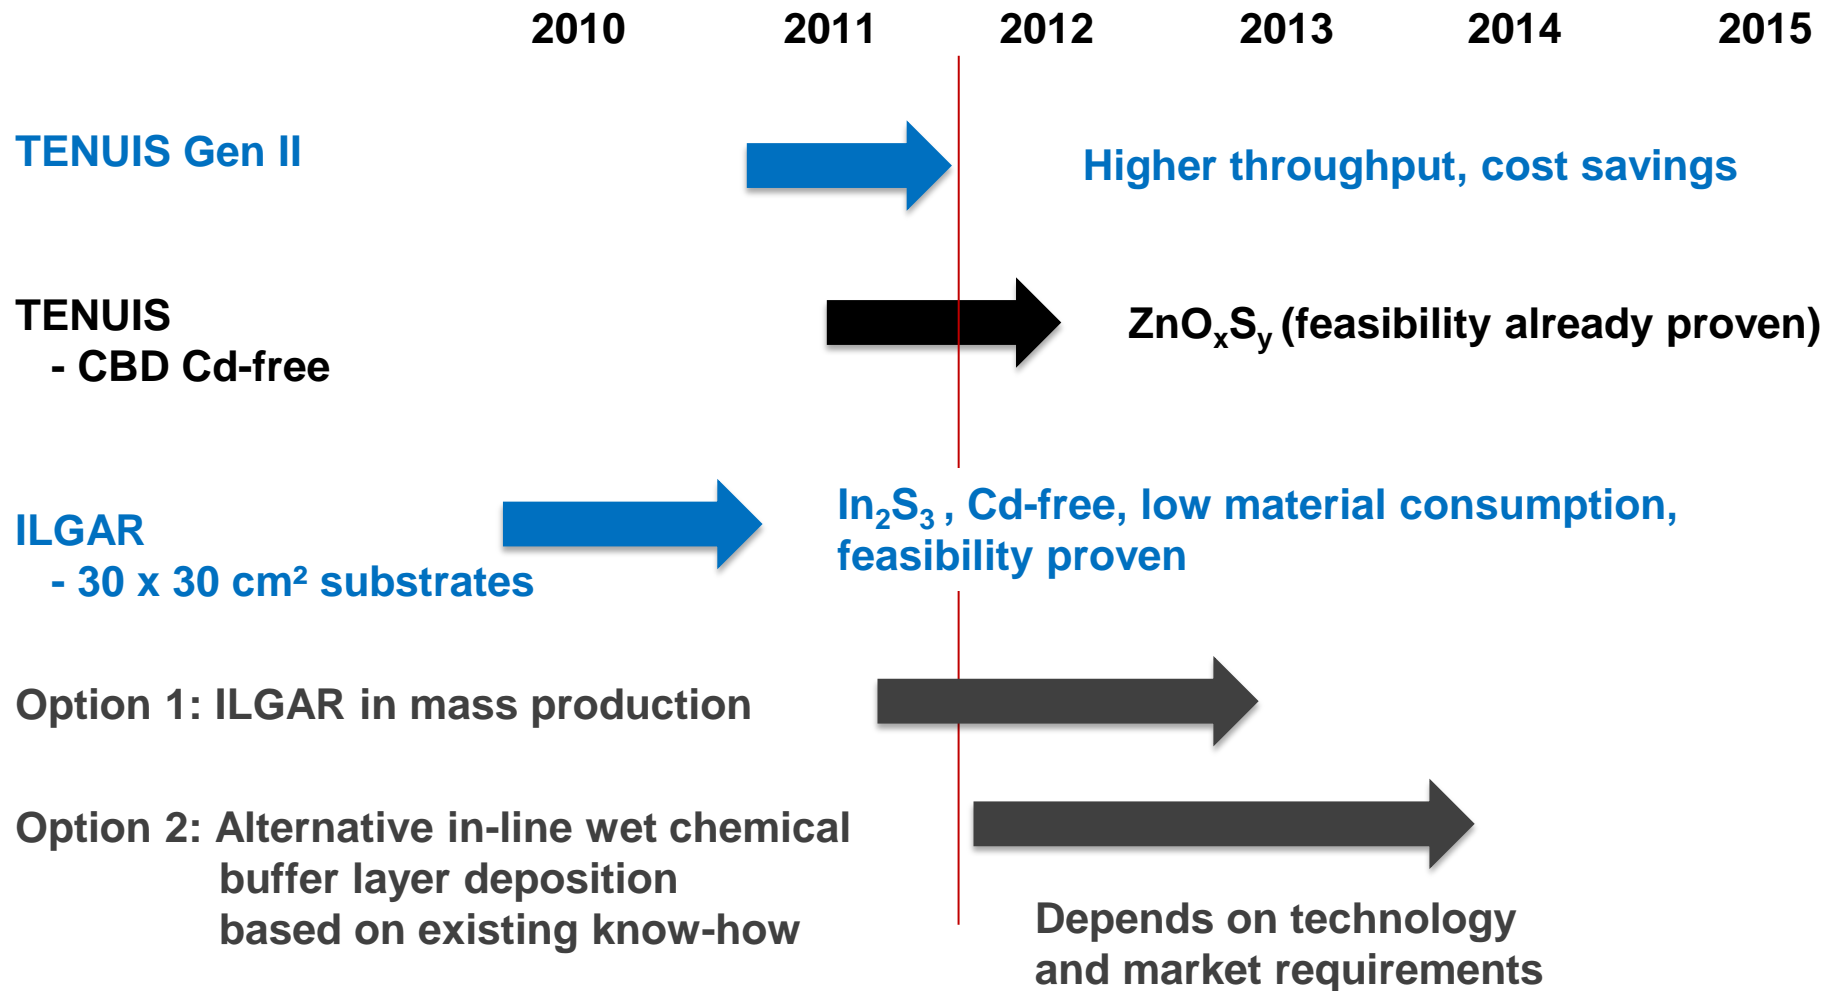 2010 2011 2012 2013 2014 2015
TENUIS Gen II
Higher throughput, cost savings
TENUIS
- CBD Cd-free
ZnOₓSᵧ (feasibility already proven)
ILGAR
- 30 x 30 cm² substrates
In₂S₃ , Cd-free, low material consumption,
feasibility proven
Option 1: ILGAR in mass production
Option 2: Alternative in-line wet chemical
buffer layer deposition
based on existing know-how
Depends on technology
and market requirements